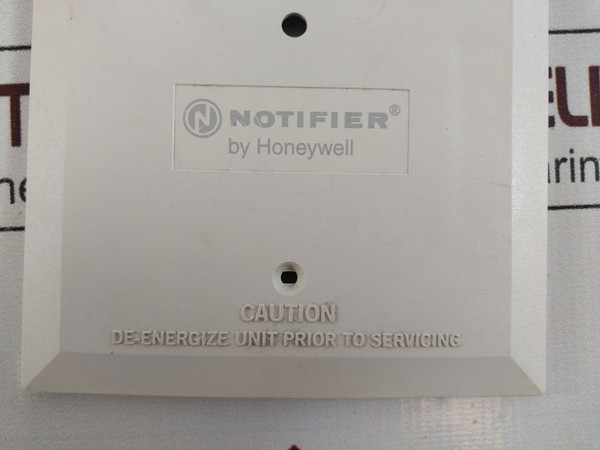 NOTIFIER®
by Honeywell
CAUTION
DE-ENERGIZE UNIT PRIOR TO SERVICING